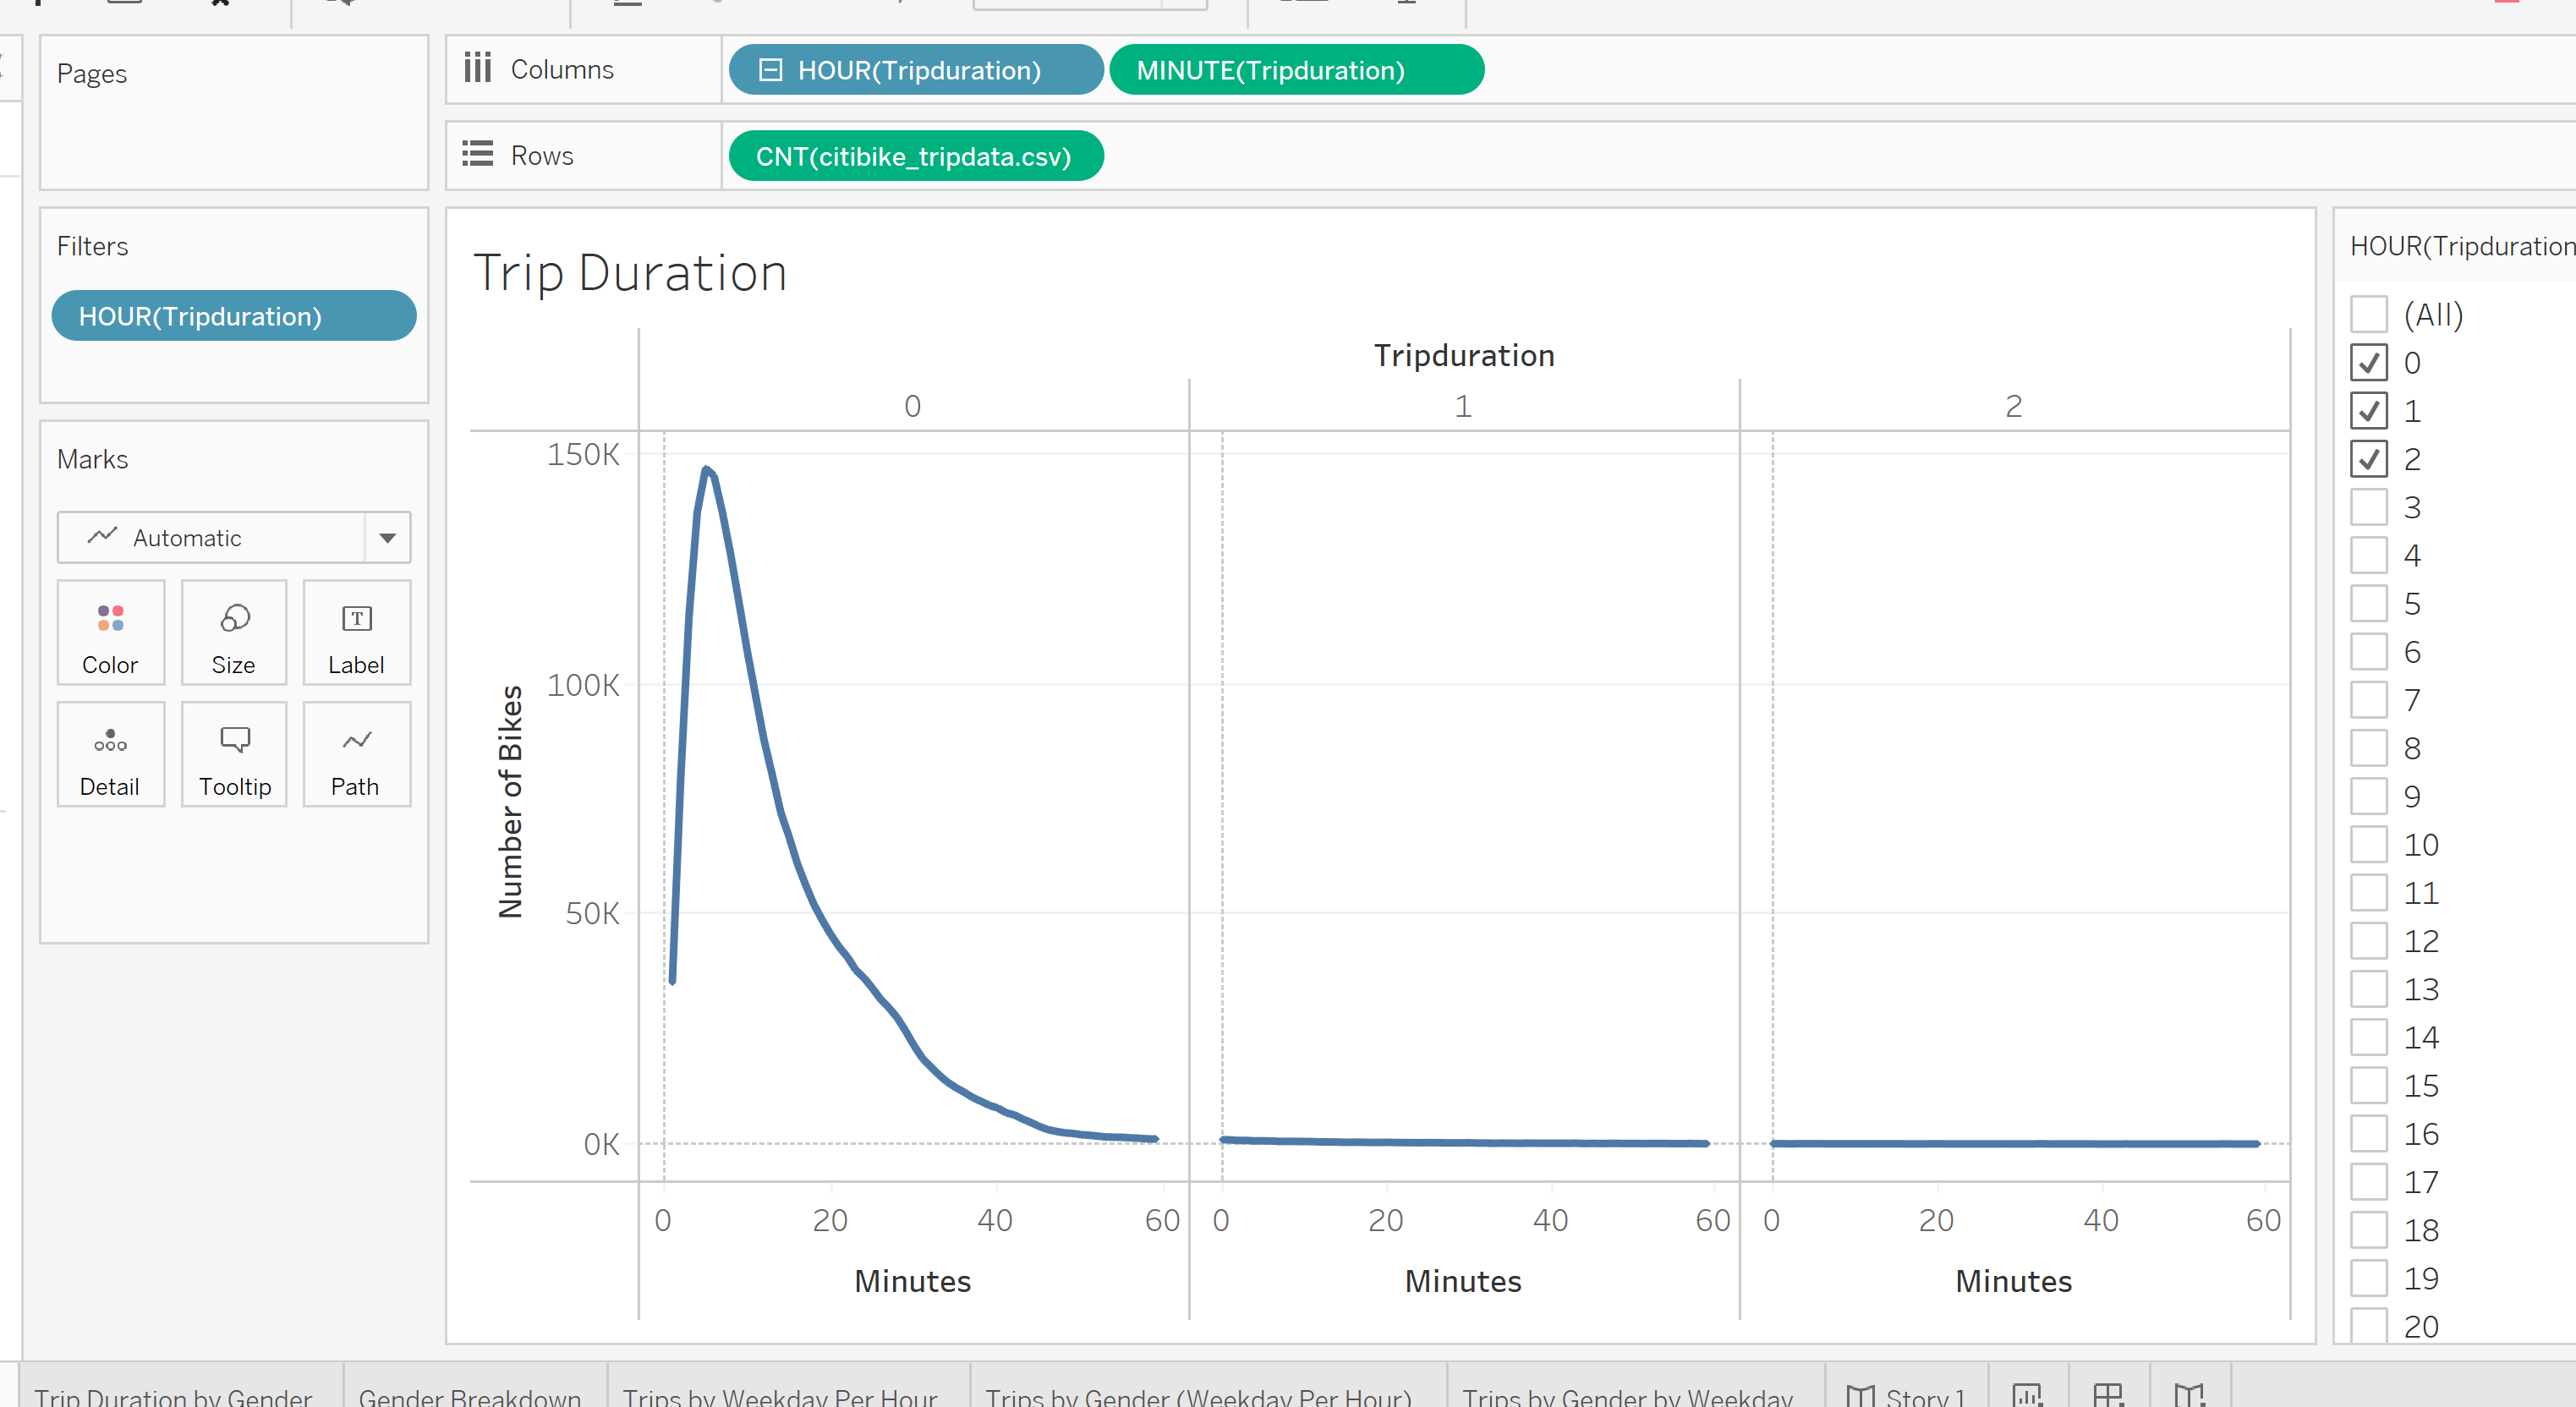 Pages
Columns
HOUR(Tripduration)
MINUTE(Tripduration)
Rows
CNT(citibike_tripdata.csv)
Filters
HOUR(Tripduration)
Marks
Automatic
Color
Size
T
Label
Detail
Tooltip
Path
Trip Duration
Tripduration
0
1
2
150K
100K
50K
0K
Number of Bikes
0 20 40 60 0 20 40 60 0 20 40 60
Minutes
Minutes
Minutes
HOUR(Tripduration
(All)
0
1
2
3
4
5
6
7
8
9
10
11
12
13
14
15
16
17
18
19
20
Trip Duration by Gender
Gender Breakdown
Trips by Weekday Per Hour
Trips by Gender (Weekday Per Hour)
Trips by Gender by Weekday
Story 1